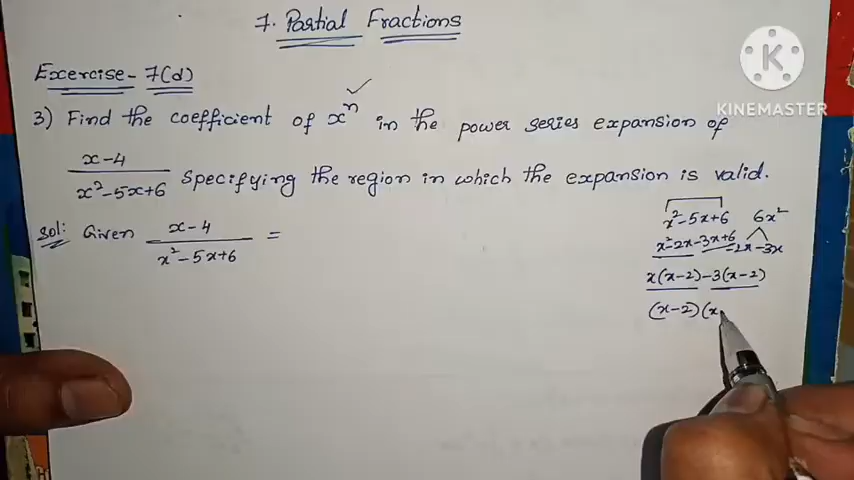 7. Partial Fractions
Excercise- 7(d)
3) Find the coefficient of xⁿ in the power series expansion of
x-4
x²-5x+6 specifying the region in which the expansion is valid.
Sol: Given x-4 / x²-5x+6 =
x²-5x+6 6x²
x²-2x-3x+6 -2x -3x
x(x-2)-3(x-2)
(x-2)(x
KINEMASTER